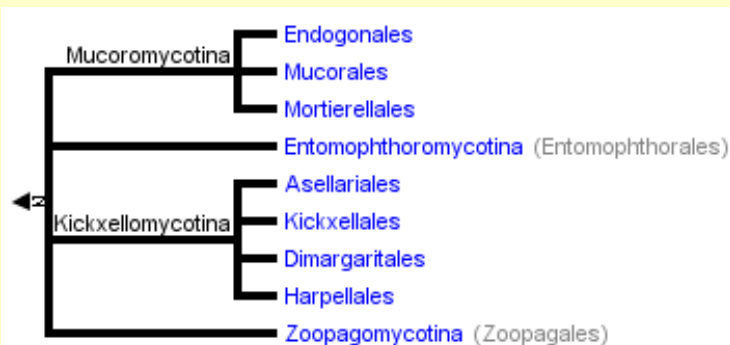 Endogonales
Mucoromycotina
Mucorales
Mortierellales
Entomophthoromycotina (Entomophthorales)
Asellariales
Kickxellomycotina
Kickxellales
Dimargaritales
Harpellales
Zoopagomycotina (Zoopagales)